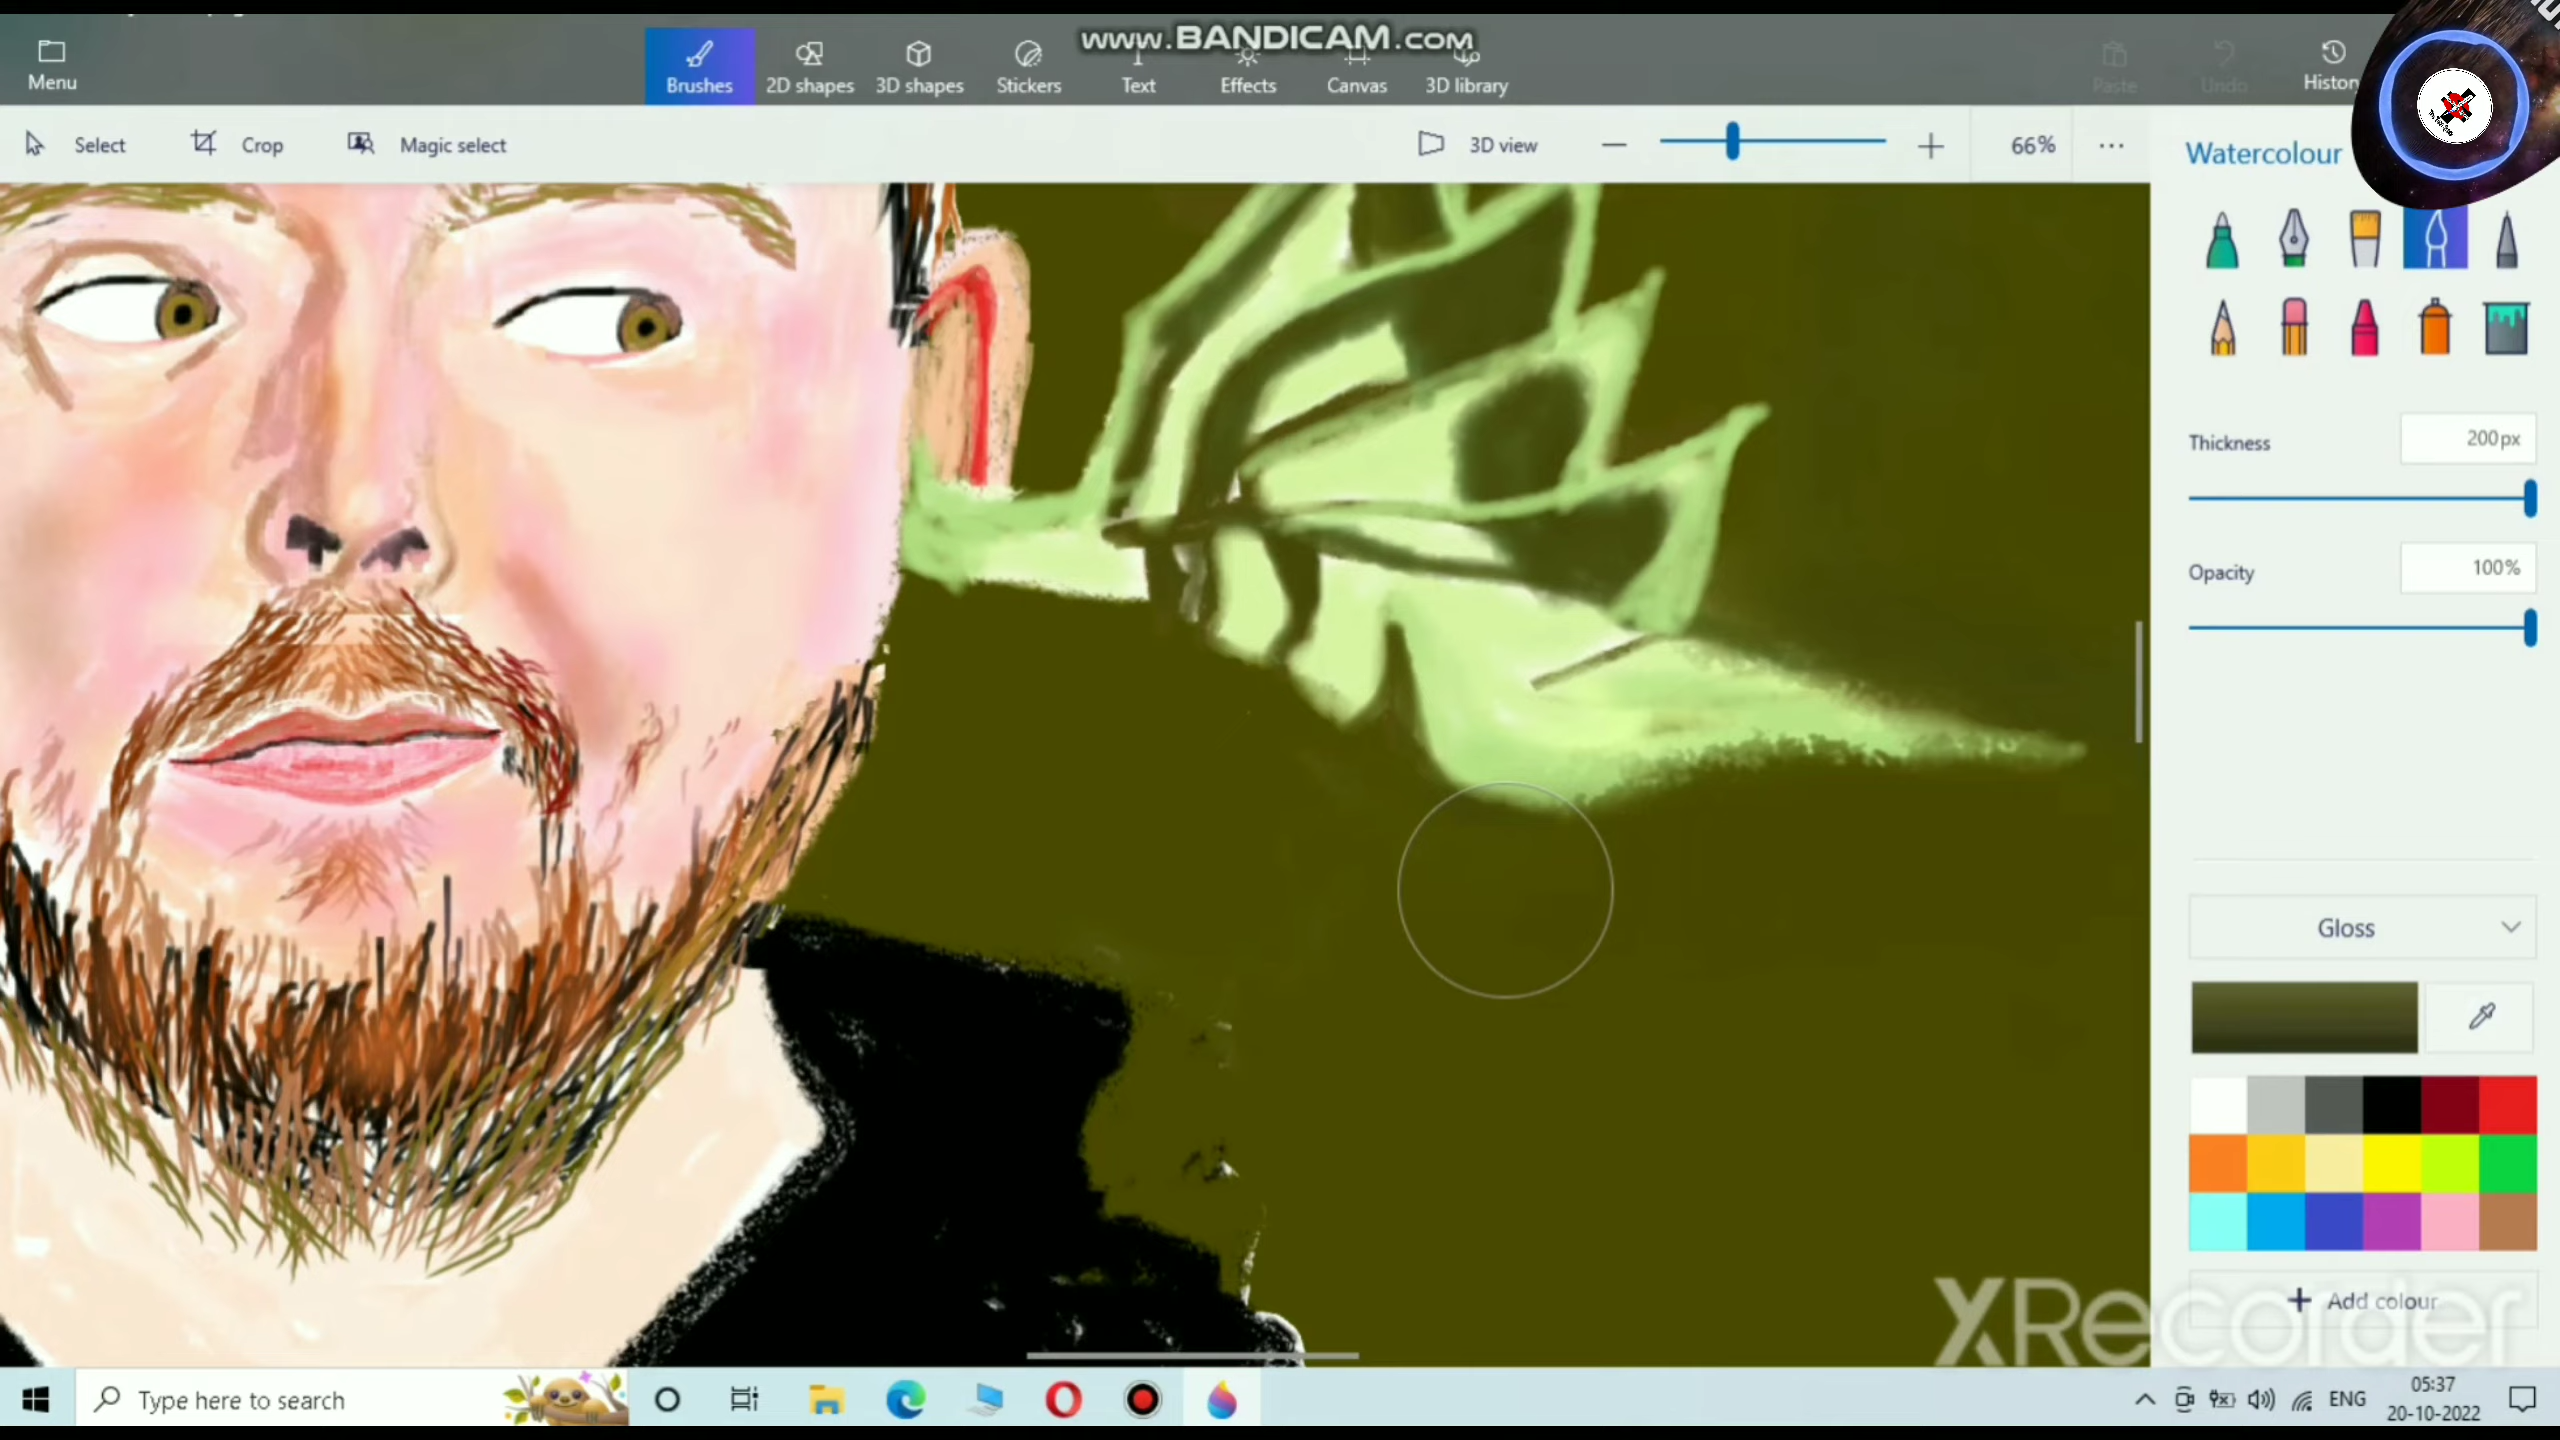 www.BANDICAM.com
Menu
Brushes
2D shapes
3D shapes
Stickers
Text
Effects
Canvas
3D library
Paste
Undo
Select
Crop
Magic select
3D view
66%
Watercolour
Thickness
200px
Opacity
100%
Gloss
Add colour
XRecorder
Type here to search
ENG
05:37
20-10-2022